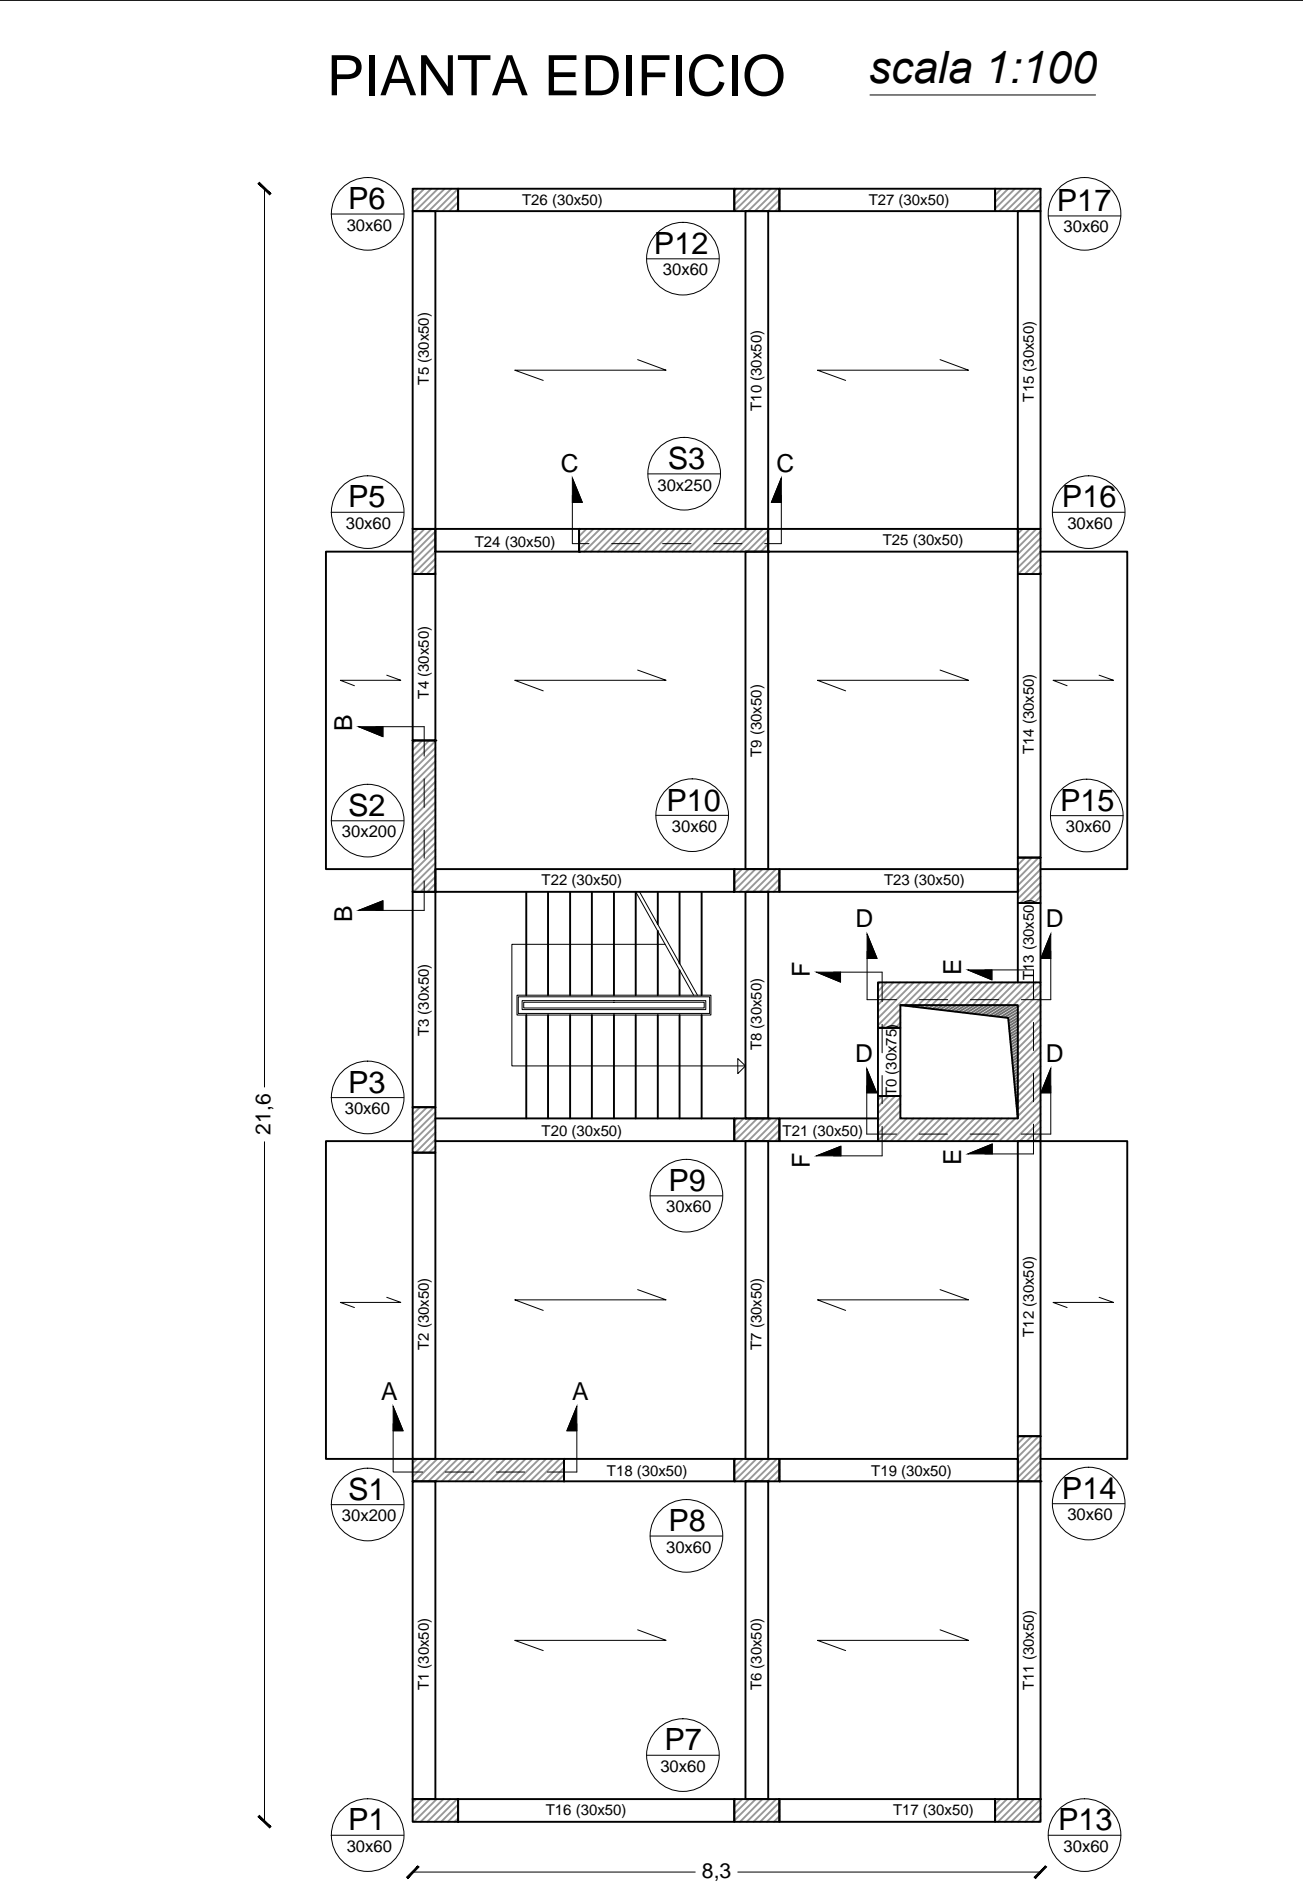 PIANTA EDIFICIO scala 1:100
P6
30x60
T26 (30x50)
T27 (30x50)
P17
30x60
P12
30x60
T5 (30x50)
T10 (30x50)
T15 (30x50)
C
S3
30x250
C
P5
30x60
P16
30x60
T24 (30x50)
T25 (30x50)
T4 (30x50)
T9 (30x50)
T14 (30x50)
B
S2
30x200
P10
30x60
P15
30x60
T22 (30x50)
T23 (30x50)
B
D
T13 (30x50)
D
F
E
T3 (30x50)
T8 (30x50)
D
T0 (30x75)
D
P3
30x60
21,6
T20 (30x50)
T21 (30x50)
F
E
P9
30x60
T2 (30x50)
T7 (30x50)
T12 (30x50)
A
A
S1
30x200
T18 (30x50)
T19 (30x50)
P14
30x60
P8
30x60
T1 (30x50)
T6 (30x50)
T11 (30x50)
P7
30x60
P1
30x60
T16 (30x50)
T17 (30x50)
P13
30x60
8,3